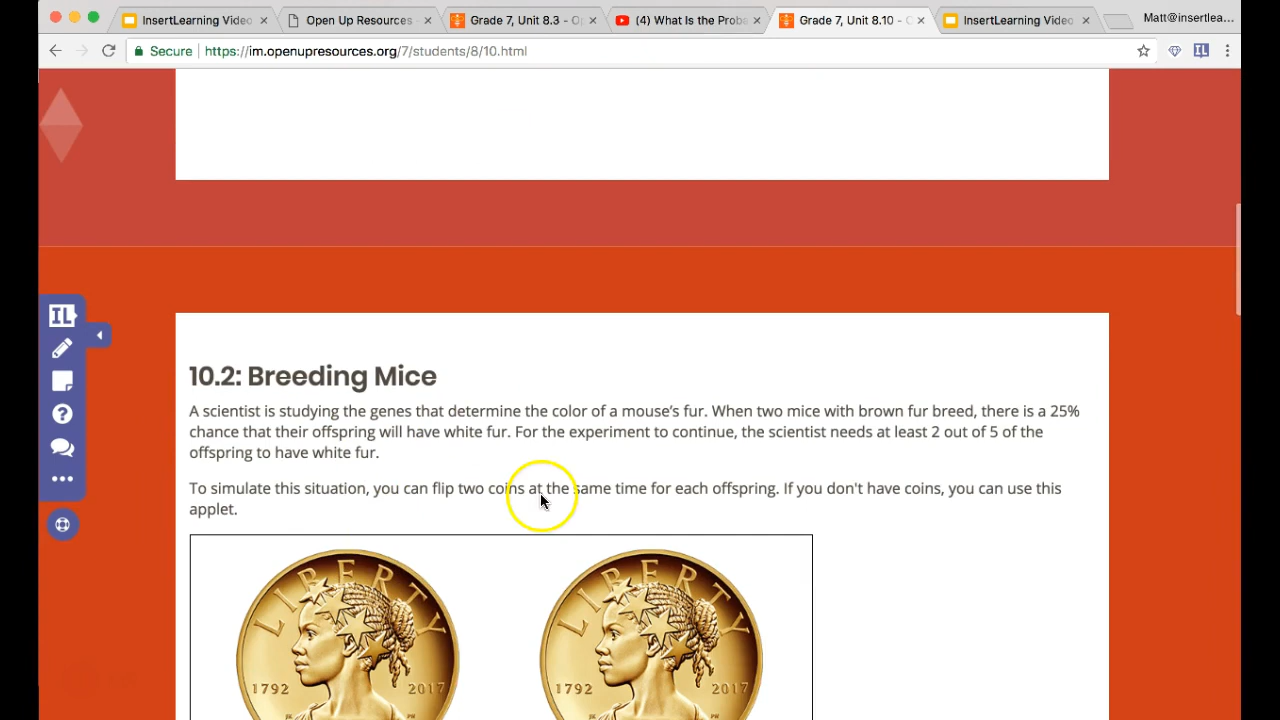 InsertLearning Video
Open Up Resources
Grade 7, Unit 8.3 - O
(4) What Is the Proba
Grade 7, Unit 8.10 - O
InsertLearning Video
Matt@insertlea...
Secure
https://im.openupresources.org/7/students/8/10.html
IL
IL
10.2: Breeding Mice
A scientist is studying the genes that determine the color of a mouse's fur. When two mice with brown fur breed, there is a 25%
chance that their offspring will have white fur. For the experiment to continue, the scientist needs at least 2 out of 5 of the
offspring to have white fur.
To simulate this situation, you can flip two coins at the same time for each offspring. If you don't have coins, you can use this
applet.
LIBERTY
LIBERTY
1792
2017
1792
2017